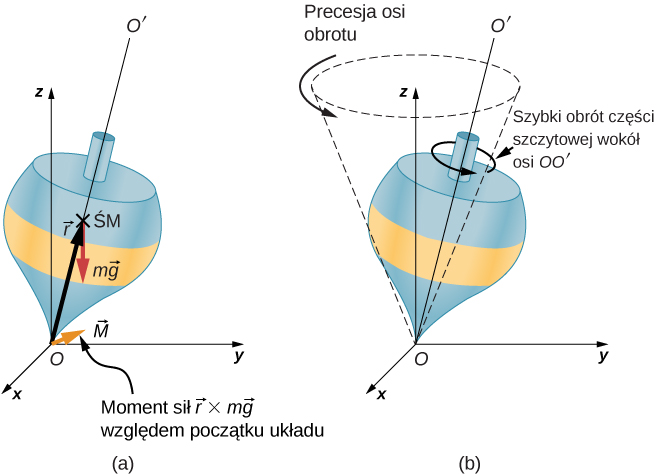 O′
z
ŚM
r⃗
mg⃗
M⃗
O
y
x
Moment sił r⃗ × mg⃗
względem początku układu
(a)
Precesja osi
obrotu
O′
z
Szybki obrót części
szczytowej wokół
osi OO′
O
y
x
(b)